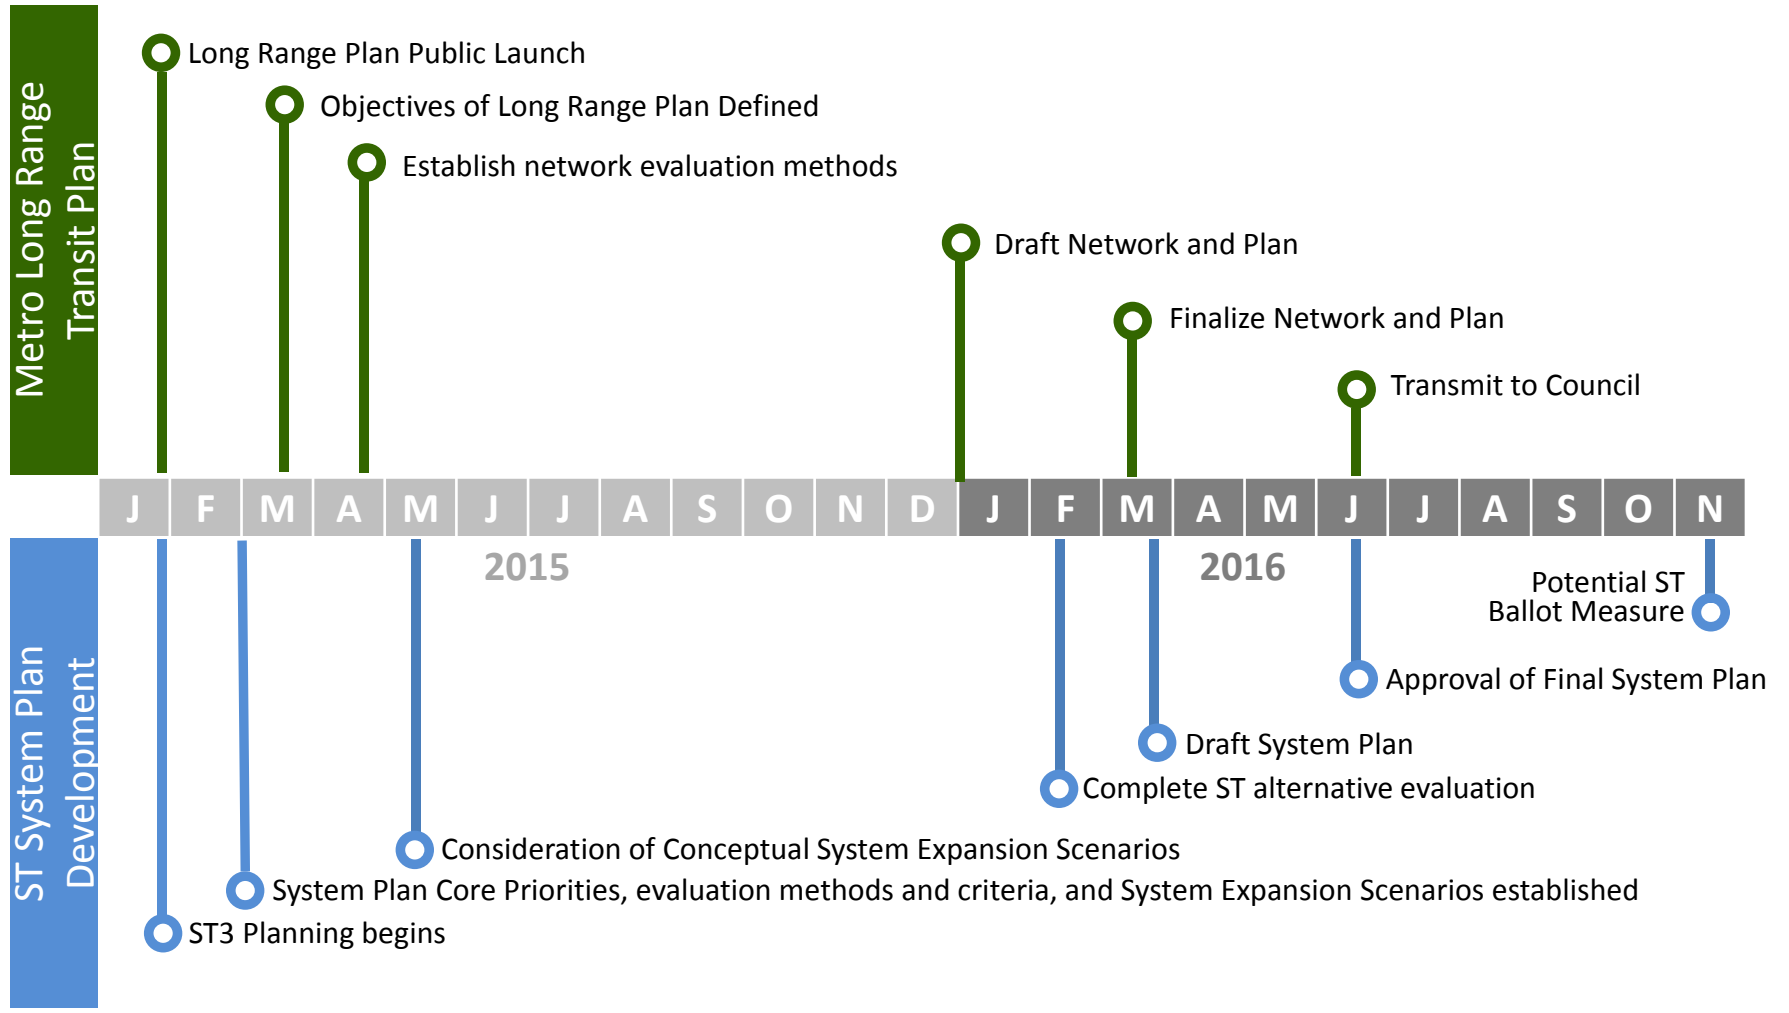 Metro Long Range
Transit Plan
Long Range Plan Public Launch
Objectives of Long Range Plan Defined
Establish network evaluation methods
Draft Network and Plan
Finalize Network and Plan
Transmit to Council
J F M A M J J A S O N D J F M A M J J A S O N
2015 2016
ST System Plan
Development
Potential ST
Ballot Measure
Approval of Final System Plan
Draft System Plan
Complete ST alternative evaluation
Consideration of Conceptual System Expansion Scenarios
System Plan Core Priorities, evaluation methods and criteria, and System Expansion Scenarios established
ST3 Planning begins